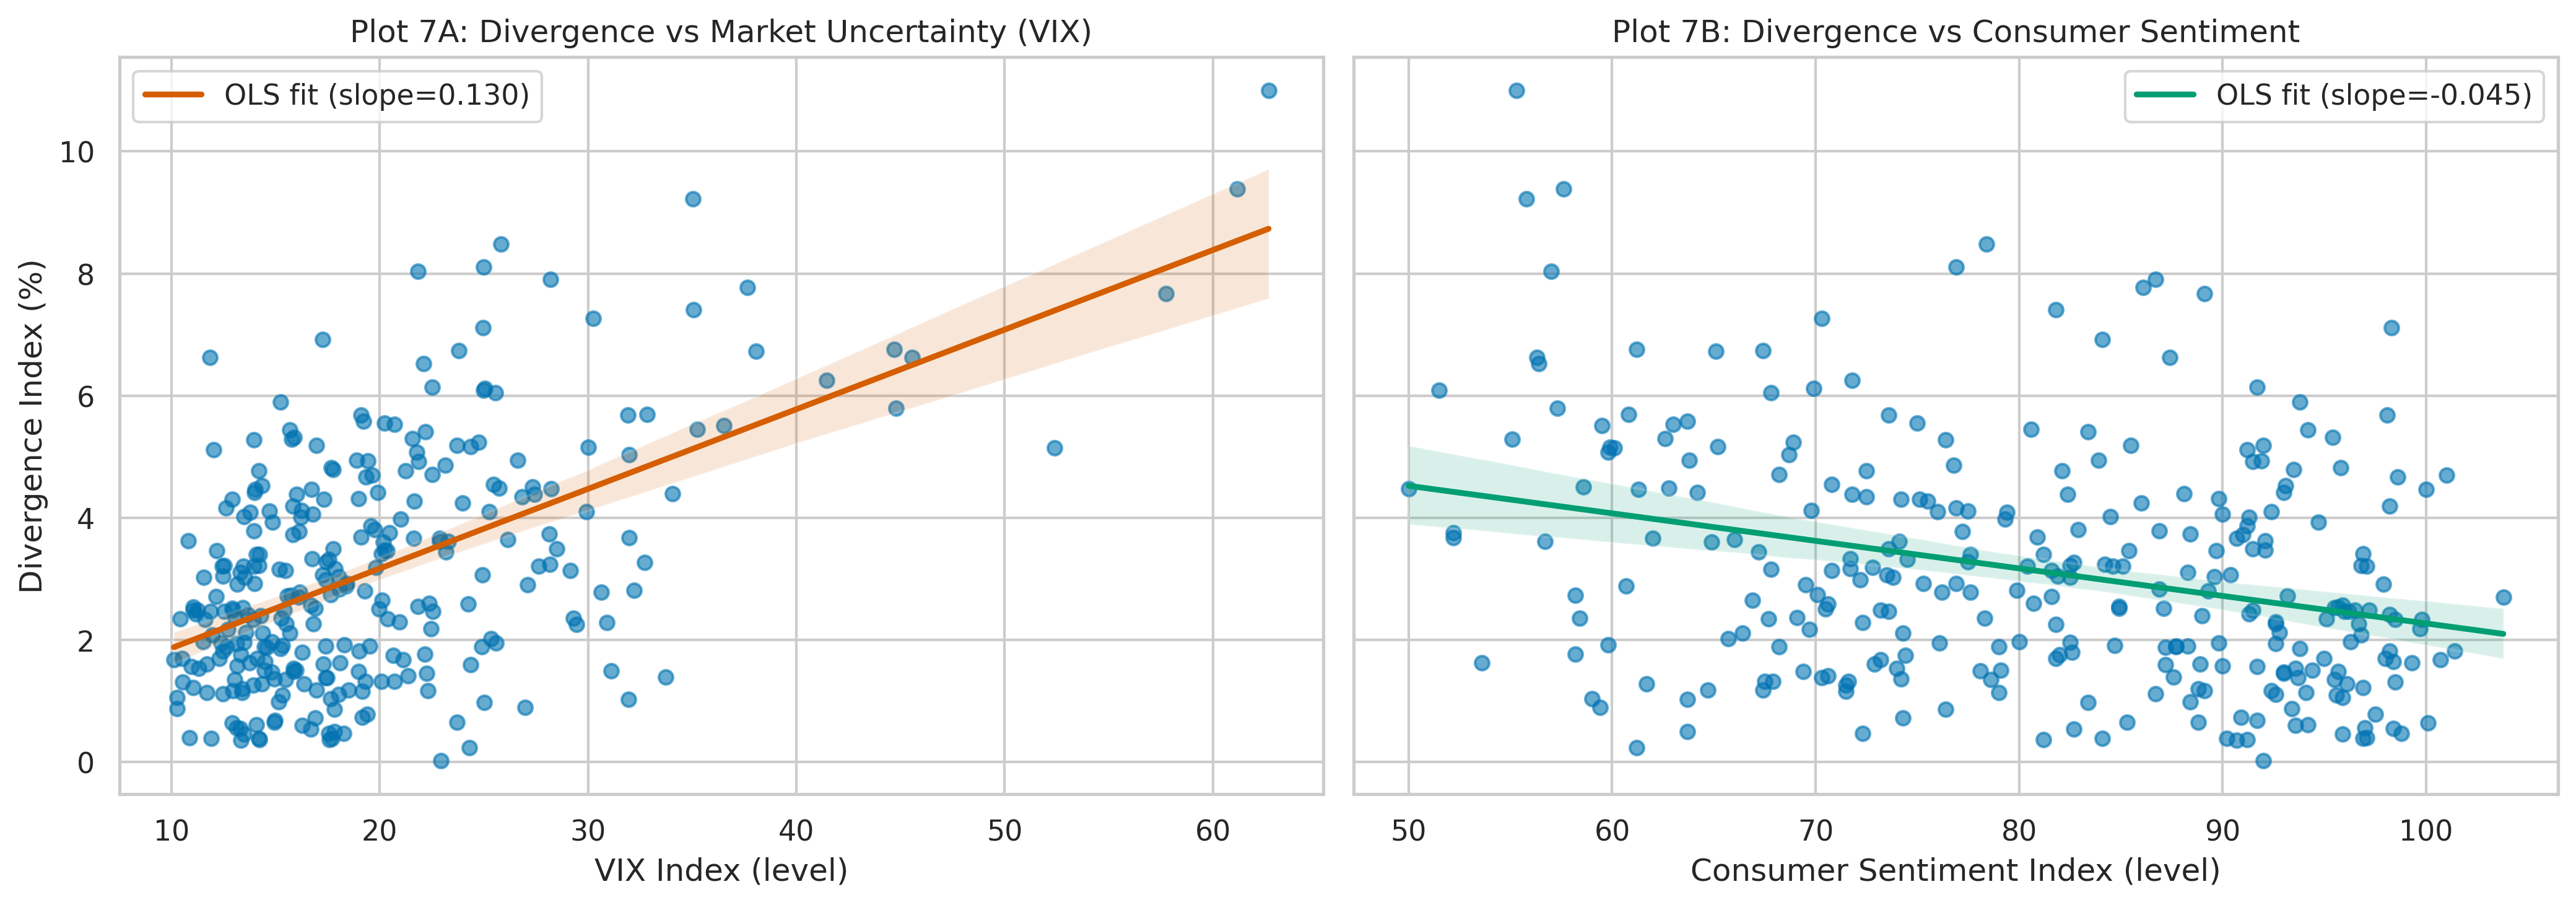 Plot 7A: Divergence vs Market Uncertainty (VIX)
OLS fit (slope=0.130)
Divergence Index (%)
10
8
6
4
2
0
10 20 30 40 50 60
VIX Index (level)
Plot 7B: Divergence vs Consumer Sentiment
OLS fit (slope=-0.045)
50 60 70 80 90 100
Consumer Sentiment Index (level)